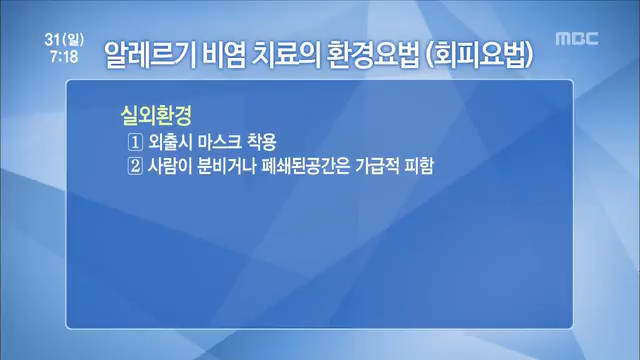 31(일)
7:18
알레르기 비염 치료의 환경요법 (회피요법)
MBC
실외환경
1 외출시 마스크 착용
2 사람이 분비거나 폐쇄된공간은 가급적 피함